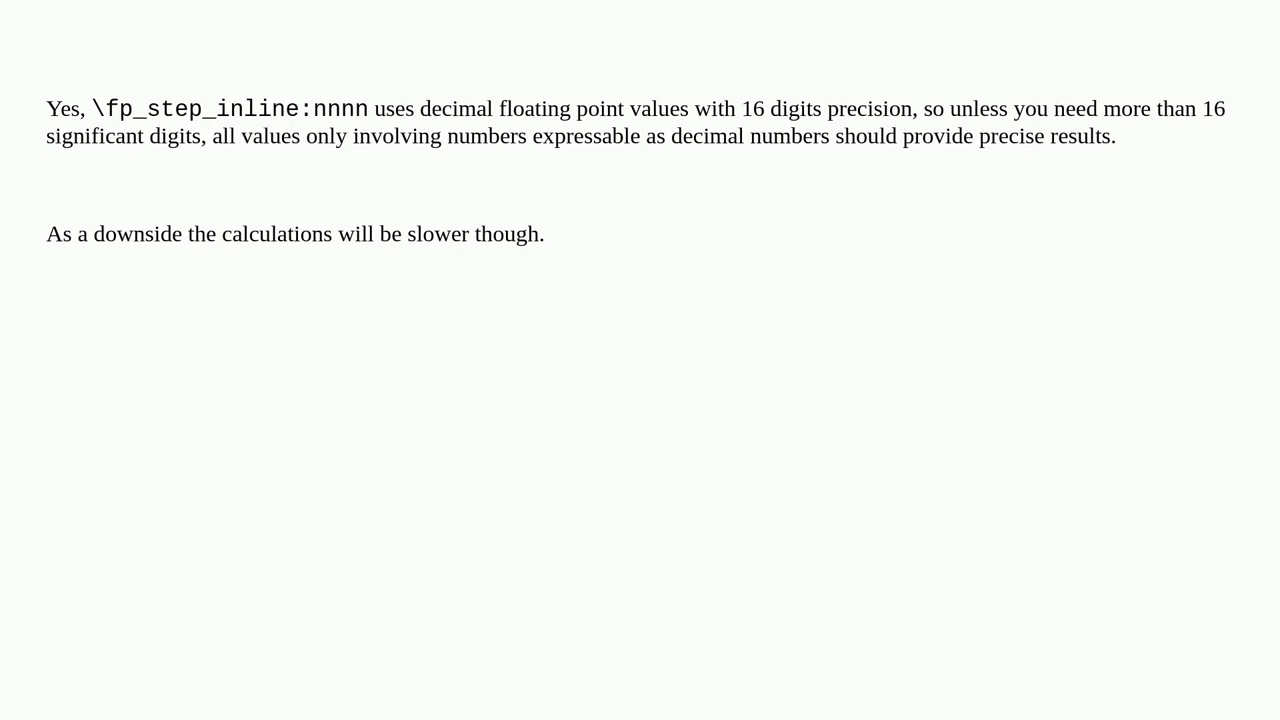 Yes, \fp_step_inline:nnnn uses decimal floating point values with 16 digits precision, so unless you need more than 16
significant digits, all values only involving numbers expressable as decimal numbers should provide precise results.
As a downside the calculations will be slower though.